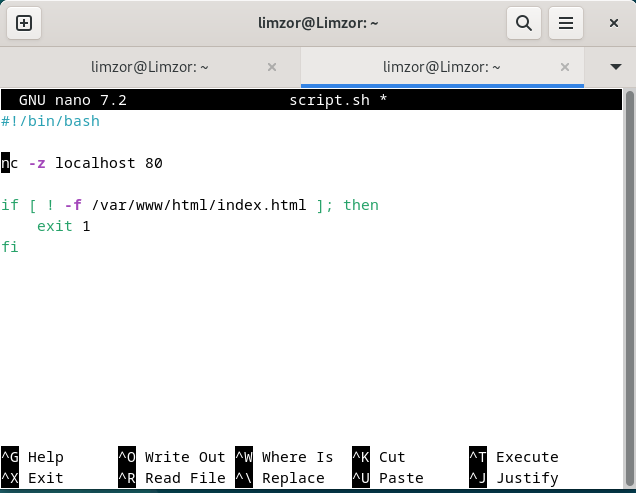 limzor@Limzor: ~
limzor@Limzor: ~ × limzor@Limzor: ~ ×
GNU nano 7.2 script.sh *
#!/bin/bash
nc -z localhost 80
if [ ! -f /var/www/html/index.html ]; then
exit 1
fi
^G Help ^O Write Out ^W Where Is ^K Cut ^T Execute
^X Exit ^R Read File ^\ Replace ^U Paste ^J Justify